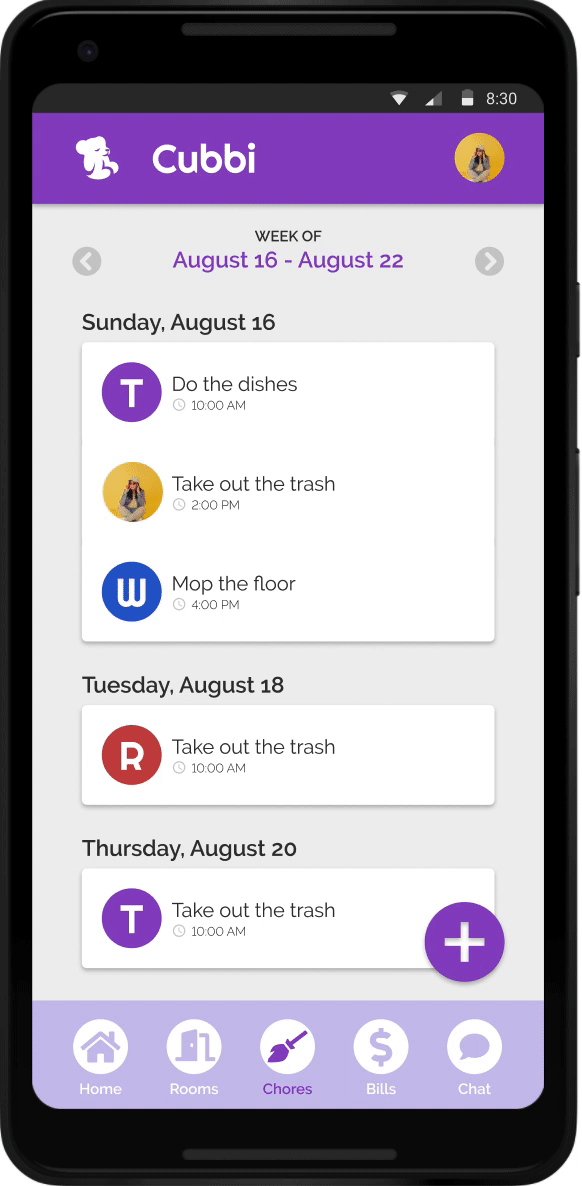 8:30
Cubbi
WEEK OF
August 16 - August 22
Sunday, August 16
T
Do the dishes
10:00 AM
Take out the trash
2:00 PM
W
Mop the floor
4:00 PM
Tuesday, August 18
R
Take out the trash
10:00 AM
Thursday, August 20
T
Take out the trash
10:00 AM
$
Home Rooms Chores Bills Chat